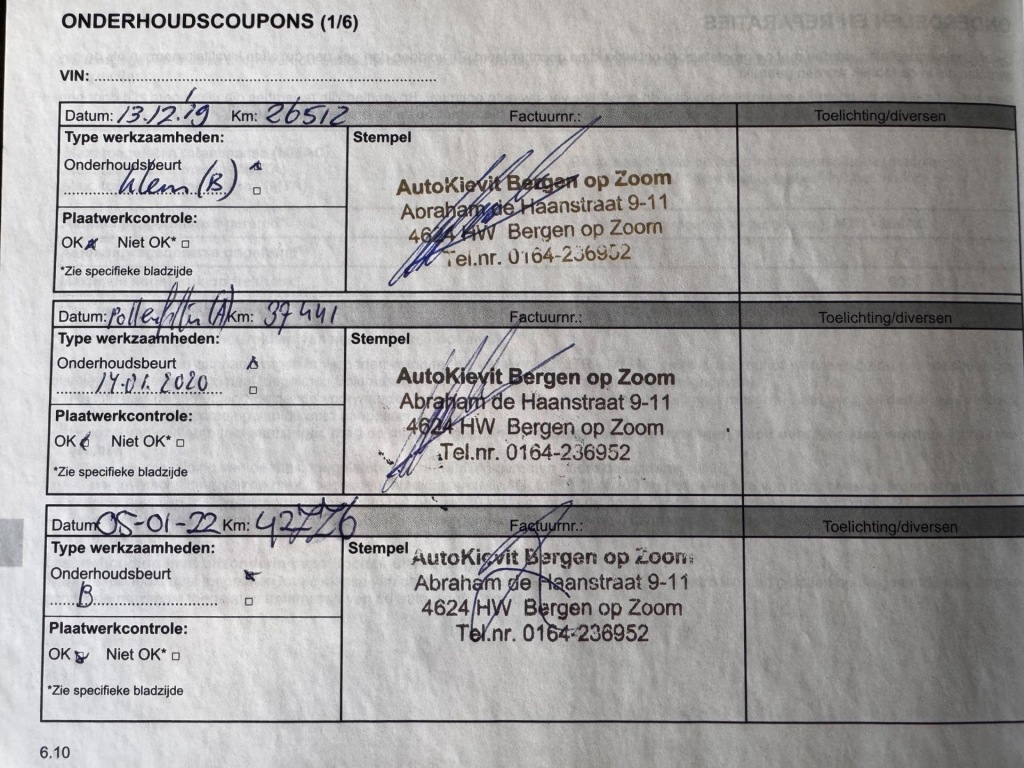 ONDERHOUDSCOUPONS (1/6)
VIN:
Datum: 13.12.19 Km: 26512 Factuurnr.: Toelichting/diversen
Type werkzaamheden: Stempel
Onderhoudsbeurt
(B)
Plaatwerkcontrole:
OK Niet OK*
*Zie specifieke bladzijde
AutoKievit Bergen op Zoom
Abraham de Haanstraat 9-11
4624 HW Bergen op Zoom
Tel.nr. 0164-236952
Datum: Pollenfilter (A) Km: 37441 Factuurnr.: Toelichting/diversen
Type werkzaamheden: Stempel
Onderhoudsbeurt
14.01.2020
Plaatwerkcontrole:
OK Niet OK*
*Zie specifieke bladzijde
AutoKievit Bergen op Zoom
Abraham de Haanstraat 9-11
4624 HW Bergen op Zoom
Tel.nr. 0164-236952
Datum 05-01-22 Km: 42776 Factuurnr.: Toelichting/diversen
Type werkzaamheden: Stempel
Onderhoudsbeurt
B
Plaatwerkcontrole:
OK Niet OK*
*Zie specifieke bladzijde
AutoKievit Bergen op Zoom
Abraham de Haanstraat 9-11
4624 HW Bergen op Zoom
Tel.nr. 0164-236952
6.10